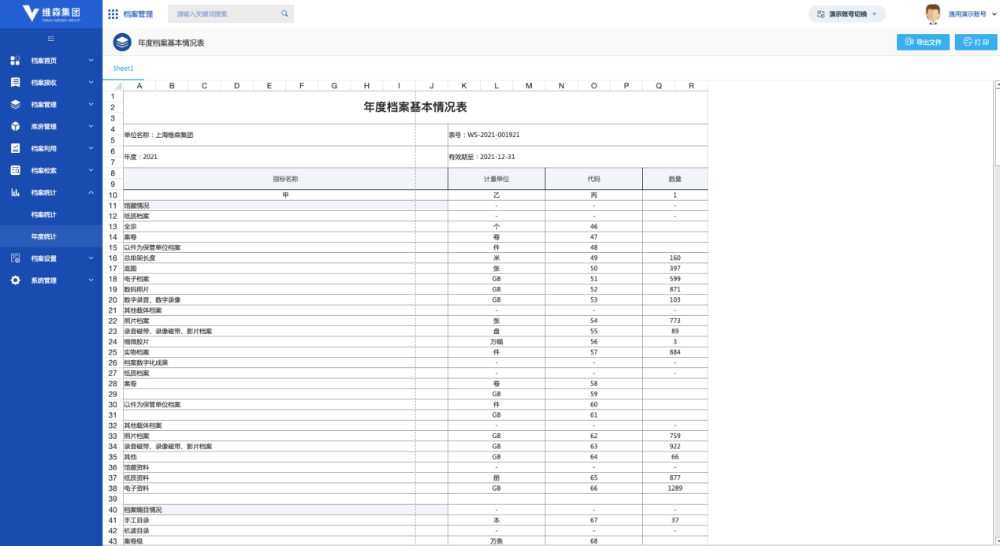 维森集团
DEMO WEISEN GROUP
档案管理
请输入关键词搜索
演示账号切换
通用演示账号
年度档案基本情况表
导出文件
打 印
Sheet1
档案首页
档案接收
档案管理
库房管理
档案利用
档案检索
档案统计
档案统计
年度统计
档案设置
系统管理
A B C D E F G H I J K L M N O P Q R
1
2 年度档案基本情况表
3
4
单位名称：上海维森集团 表号：WS-2021-001921
5
6
年度：2021 有效期至：2021-12-31
7
8
指标名称 计量单位 代码 数量
9
10 甲 乙 丙 1
11 馆藏情况 - - -
12 纸质档案 - - -
13 全宗 个 46
14 案卷 卷 47
15 以件为保管单位档案 件 48
16 总排架长度 米 49 160
17 底图 张 50 397
18 电子档案 GB 51 599
19 数码照片 GB 52 871
20 数字录音、数字录像 GB 53 103
21 其他载体档案 - - -
22 照片档案 张 54 773
23 录音磁带、录像磁带、影片档案 盘 55 89
24 缩微胶片 万幅 56 3
25 实物档案 件 57 884
26 档案数字化成果 - - -
27 纸质档案 - - -
28 案卷 卷 58
29 GB 59
30 以件为保管单位档案 件 60
31 GB 61
32 其他载体档案 - - -
33 照片档案 GB 62 759
34 录音磁带、录像磁带、影片档案 GB 63 922
35 其他 GB 64 66
36 馆藏资料 - - -
37 纸质资料 册 65 877
38 电子资料 GB 66 1289
39
40 档案编目情况 - - -
41 手工目录 本 67 37
42 机读目录 - - -
43 案卷级 万条 68